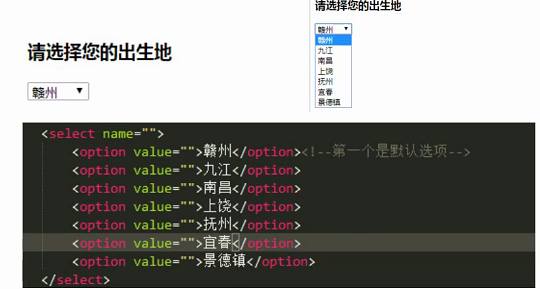 请选择您的出生地
赣州
请选择您的出生地
赣州
赣州
九江
南昌
上饶
抚州
宜春
景德镇
<select name="">
<option value="">赣州</option><!--第一个是默认选项-->
<option value="">九江</option>
<option value="">南昌</option>
<option value="">上饶</option>
<option value="">抚州</option>
<option value="">宜春</option>
<option value="">景德镇</option>
</select>